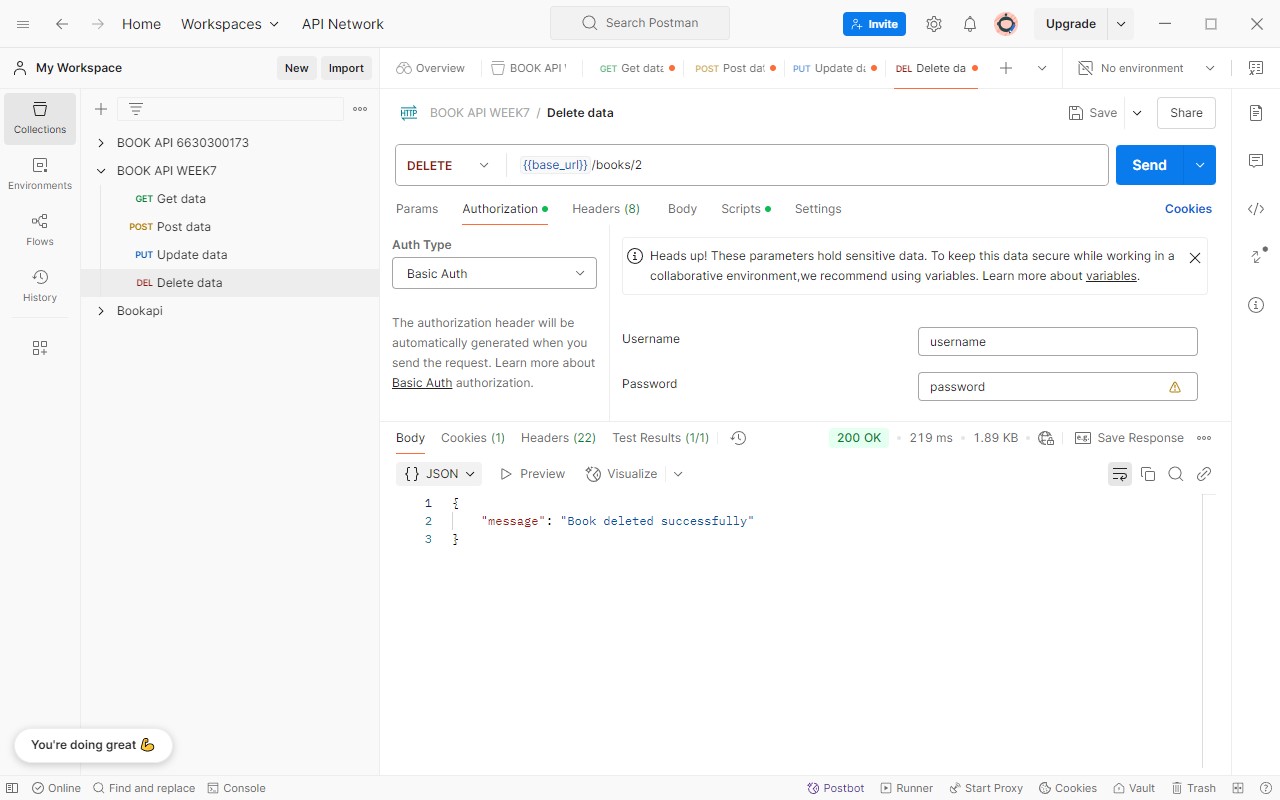 Home Workspaces API Network Search Postman Invite Upgrade
My Workspace New Import Overview BOOK API GET Get data POST Post dat PUT Update da DEL Delete da No environment
Collections
Environments
Flows
History
BOOK API 6630300173
BOOK API WEEK7
GET Get data
POST Post data
PUT Update data
DEL Delete data
Bookapi
HTTP BOOK API WEEK7 / Delete data Save Share
DELETE {{base_url}} /books/2 Send
Params Authorization Headers (8) Body Scripts Settings Cookies
Auth Type
Basic Auth
The authorization header will be
automatically generated when you
send the request. Learn more about
Basic Auth authorization.
Heads up! These parameters hold sensitive data. To keep this data secure while working in a
collaborative environment,we recommend using variables. Learn more about variables.
Username username
Password password
Body Cookies (1) Headers (22) Test Results (1/1) 200 OK 219 ms 1.89 KB e.g. Save Response
{} JSON Preview Visualize
1 {
2 "message": "Book deleted successfully"
3 }
You're doing great 💪
Online Find and replace Console Postbot Runner Start Proxy Cookies Vault Trash